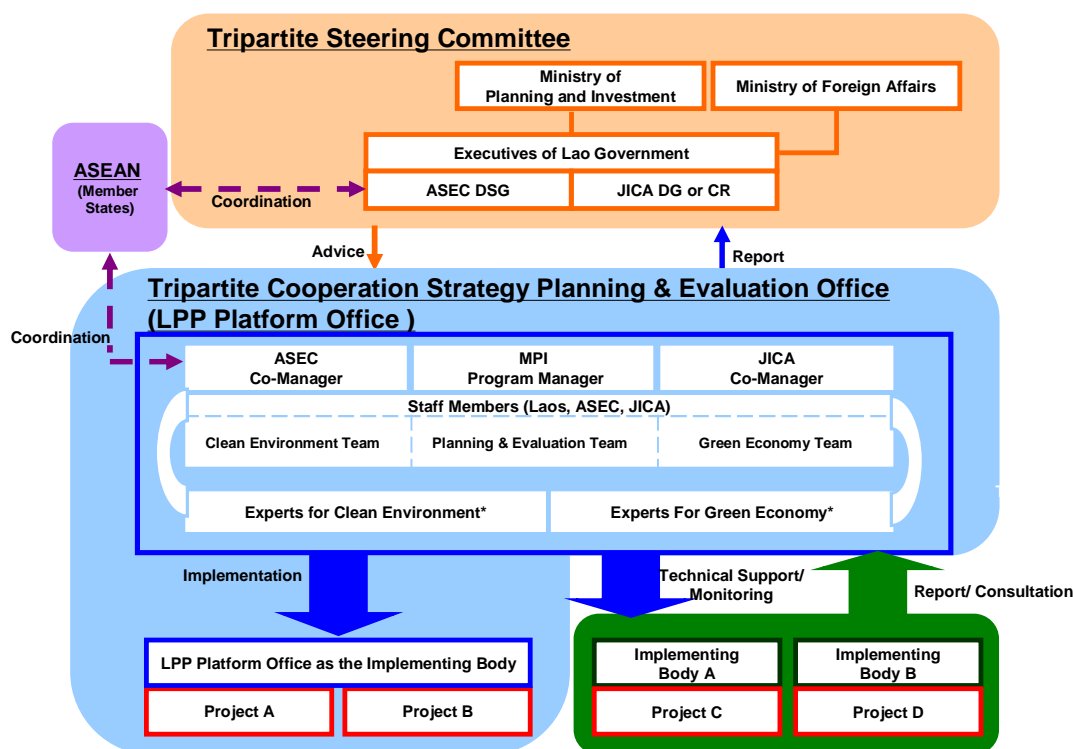 Tripartite Steering Committee
Ministry of
Planning and Investment
Ministry of Foreign Affairs
Executives of Lao Government
ASEC DSG
JICA DG or CR
ASEAN
(Member
States)
Coordination
Advice
Report
Tripartite Cooperation Strategy Planning & Evaluation Office
(LPP Platform Office )
Coordination
ASEC
Co-Manager
MPI
Program Manager
JICA
Co-Manager
Staff Members (Laos, ASEC, JICA)
Clean Environment Team
Planning & Evaluation Team
Green Economy Team
Experts for Clean Environment*
Experts For Green Economy*
Implementation
Technical Support/
Monitoring
Report/ Consultation
LPP Platform Office as the Implementing Body
Project A
Project B
Implementing
Body A
Implementing
Body B
Project C
Project D